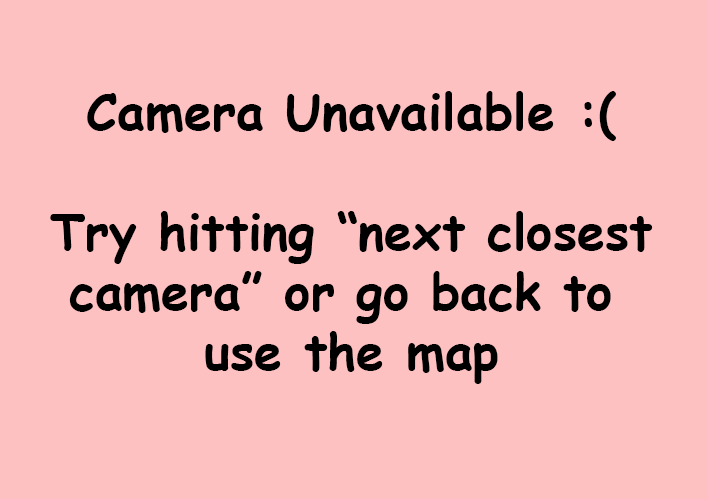 Camera Unavailable :(
Try hitting “next closest
camera” or go back to
use the map